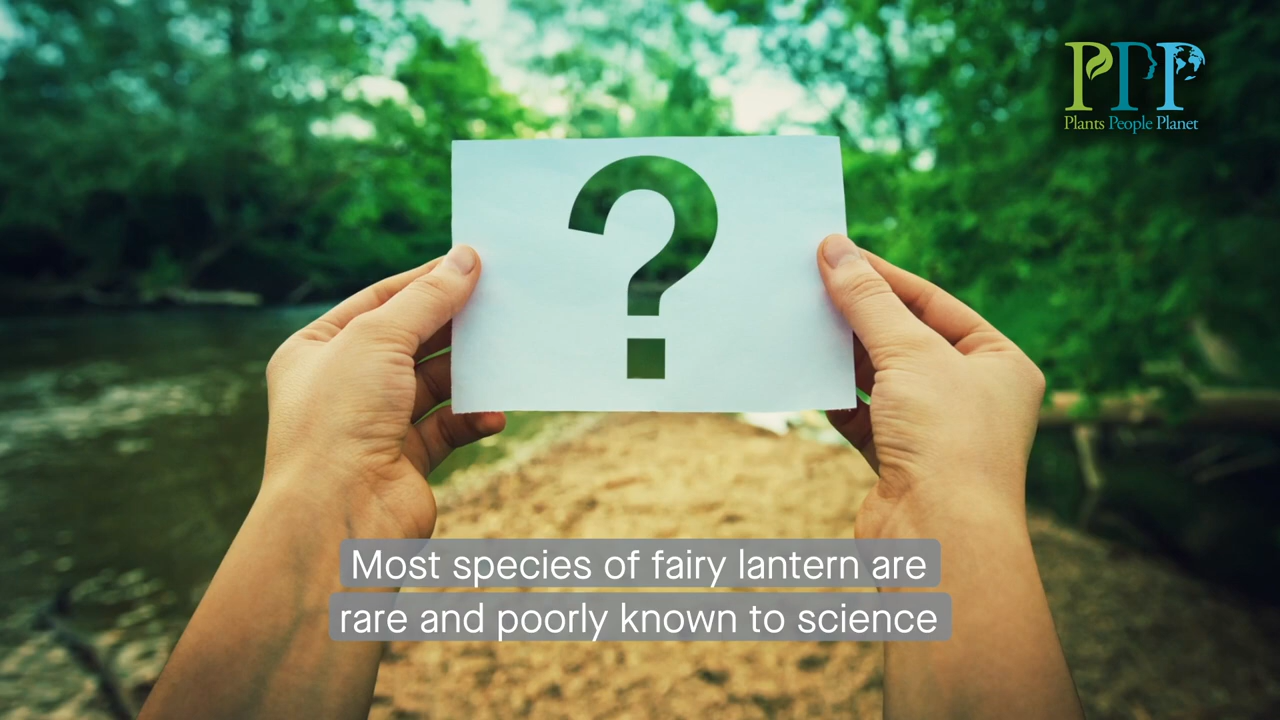 PPP
Plants People Planet
?
Most species of fairy lantern are
rare and poorly known to science